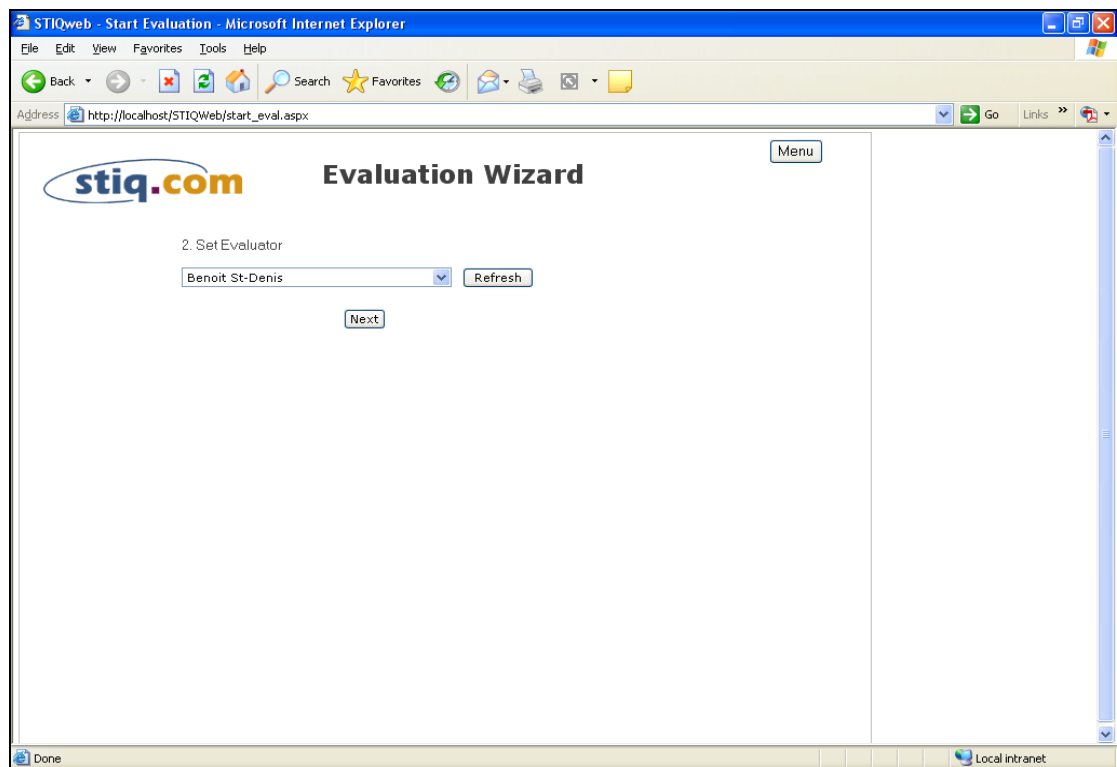 STIQweb - Start Evaluation - Microsoft Internet Explorer
File Edit View Favorites Tools Help
Back Search Favorites
Address http://localhost/STIQWeb/start_eval.aspx Go Links »
Menu
stiq.com Evaluation Wizard
2. Set Evaluator
Benoit St-Denis Refresh
Next
Done Local intranet